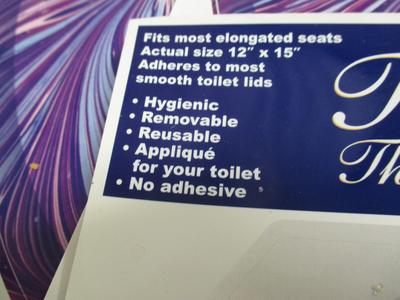 Fits most elongated seats
Actual size 12″ x 15″
Adheres to most
smooth toilet lids
• Hygienic
• Removable
• Reusable
• Appliqué
for your toilet
• No adhesive